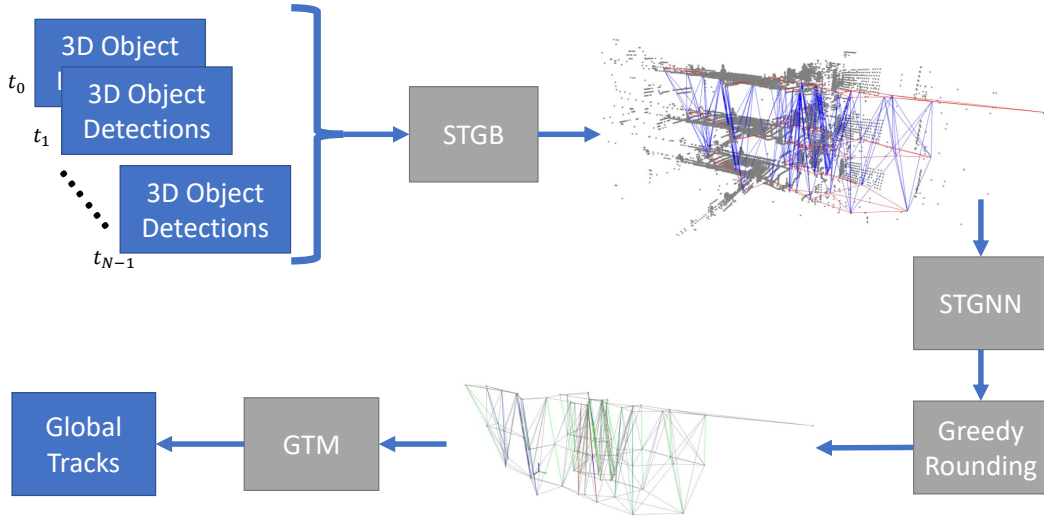 3D Object
t₀
3D Object
Detections
t₁
3D Object
Detections
tN−1
STGB
STGNN
Greedy
Rounding
GTM
Global
Tracks